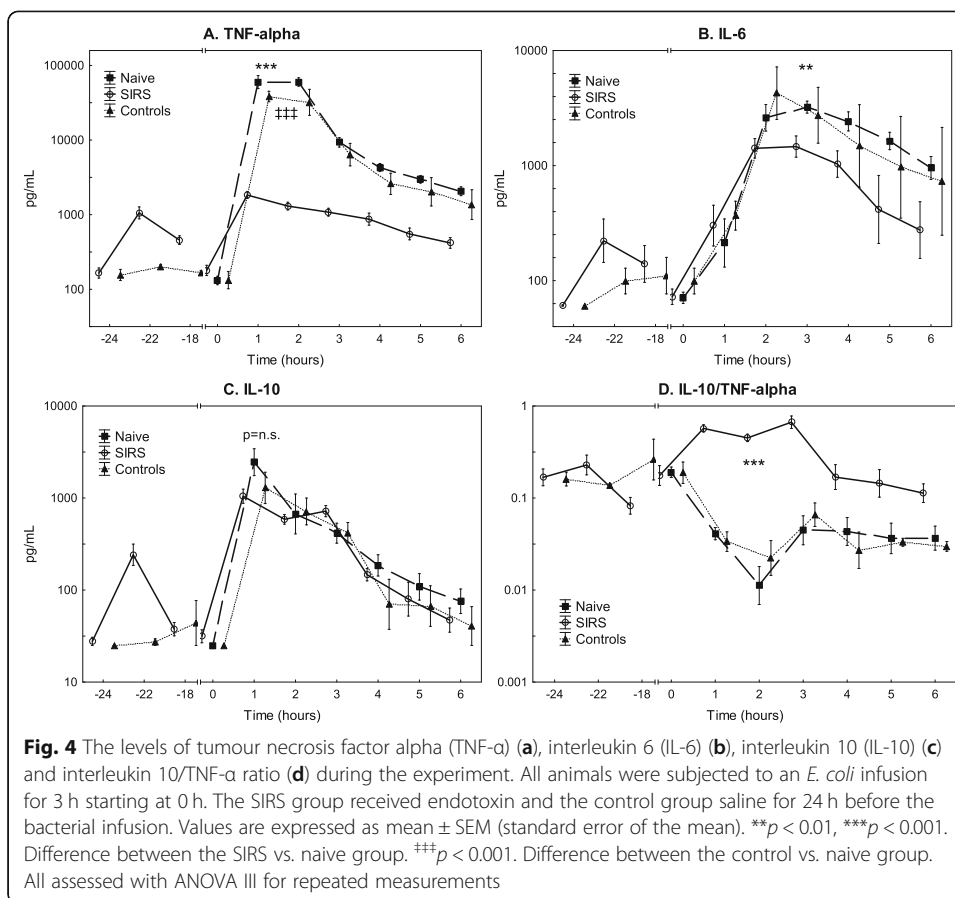 A. TNF-alpha
100000
10000
1000
100
pg/mL
Naive
SIRS
Controls
***
‡‡‡
-24 -22 -18 0 1 2 3 4 5 6
Time (hours)
B. IL-6
10000
1000
100
pg/mL
Naive
SIRS
Controls
**
-24 -22 -18 0 1 2 3 4 5 6
Time (hours)
C. IL-10
10000
1000
100
10
pg/mL
Naive
SIRS
Controls
p=n.s.
-24 -22 -18 0 1 2 3 4 5 6
Time (hours)
D. IL-10/TNF-alpha
1
0.1
0.01
0.001
Naive
SIRS
Controls
***
-24 -22 -18 0 1 2 3 4 5 6
Time (hours)
Fig. 4 The levels of tumour necrosis factor alpha (TNF-α) (a), interleukin 6 (IL-6) (b), interleukin 10 (IL-10) (c)
and interleukin 10/TNF-α ratio (d) during the experiment. All animals were subjected to an E. coli infusion
for 3 h starting at 0 h. The SIRS group received endotoxin and the control group saline for 24 h before the
bacterial infusion. Values are expressed as mean ± SEM (standard error of the mean). **p < 0.01, ***p < 0.001.
Difference between the SIRS vs. naive group. ‡‡‡p < 0.001. Difference between the control vs. naive group.
All assessed with ANOVA III for repeated measurements